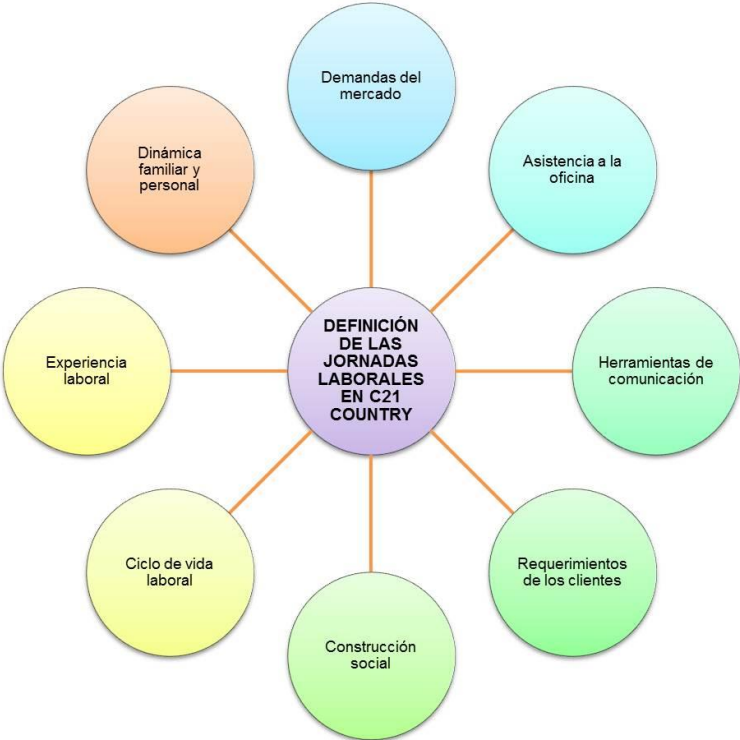 Demandas del
mercado
Asistencia a la
oficina
Herramientas de
comunicación
Requerimientos
de los clientes
Construcción
social
Ciclo de vida
laboral
Experiencia
laboral
Dinámica
familiar y
personal
DEFINICIÓN
DE LAS
JORNADAS
LABORALES
EN C21
COUNTRY